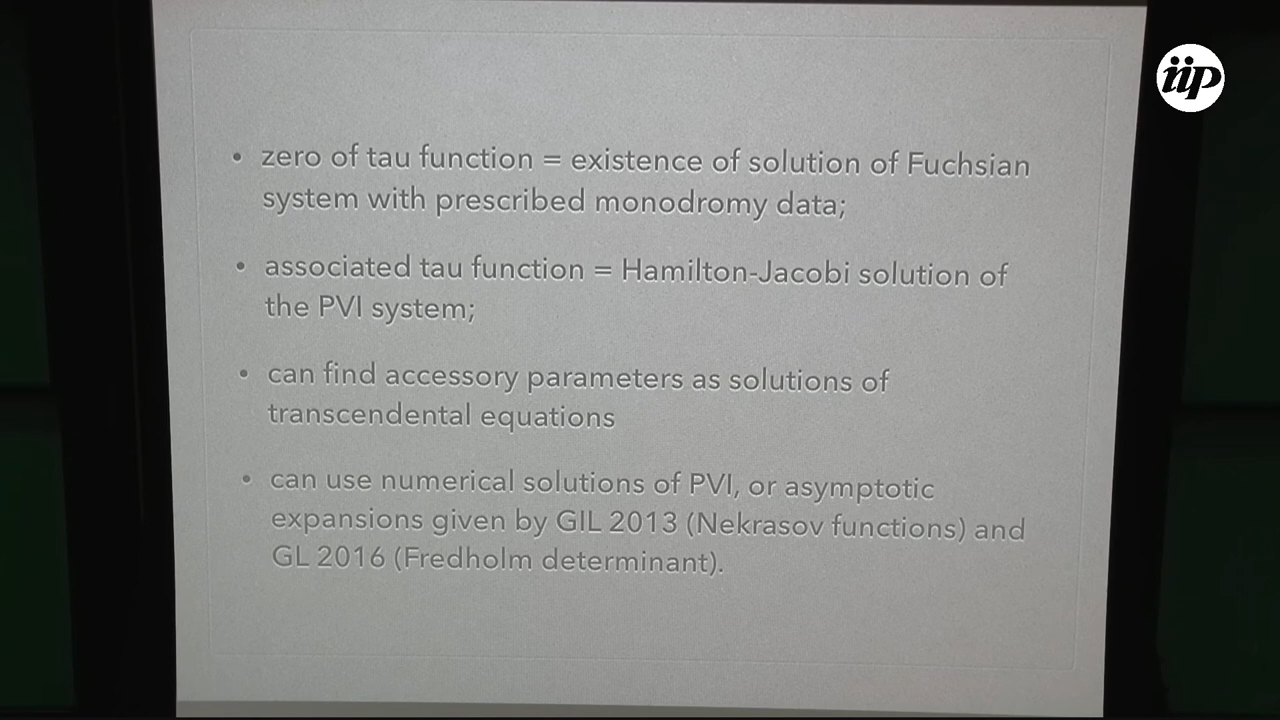 iip
• zero of tau function = existence of solution of Fuchsian
system with prescribed monodromy data;
• associated tau function = Hamilton-Jacobi solution of
the PVI system;
• can find accessory parameters as solutions of
transcendental equations
• can use numerical solutions of PVI, or asymptotic
expansions given by GIL 2013 (Nekrasov functions) and
GL 2016 (Fredholm determinant).